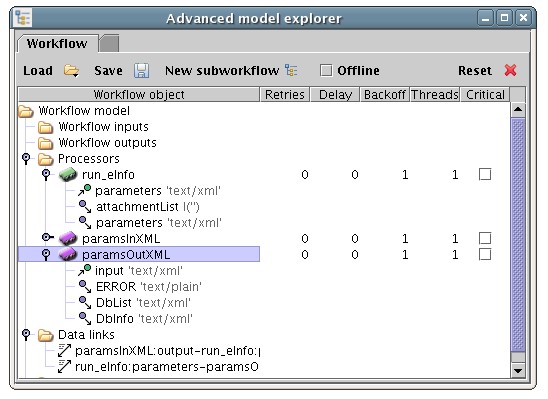 Advanced model explorer
Workflow
Load Save New subworkflow Offline Reset
Workflow object Retries Delay Backoff Threads Critical
Workflow model
Workflow inputs
Workflow outputs
Processors
run_eInfo 0 0 1 1
parameters 'text/xml'
attachmentList l('')
parameters 'text/xml'
paramsInXML 0 0 1 1
paramsOutXML 0 0 1 1
input 'text/xml'
ERROR 'text/plain'
DbList 'text/xml'
DbInfo 'text/xml'
Data links
paramsInXML:output-run_eInfo:p
run_eInfo:parameters-paramsO